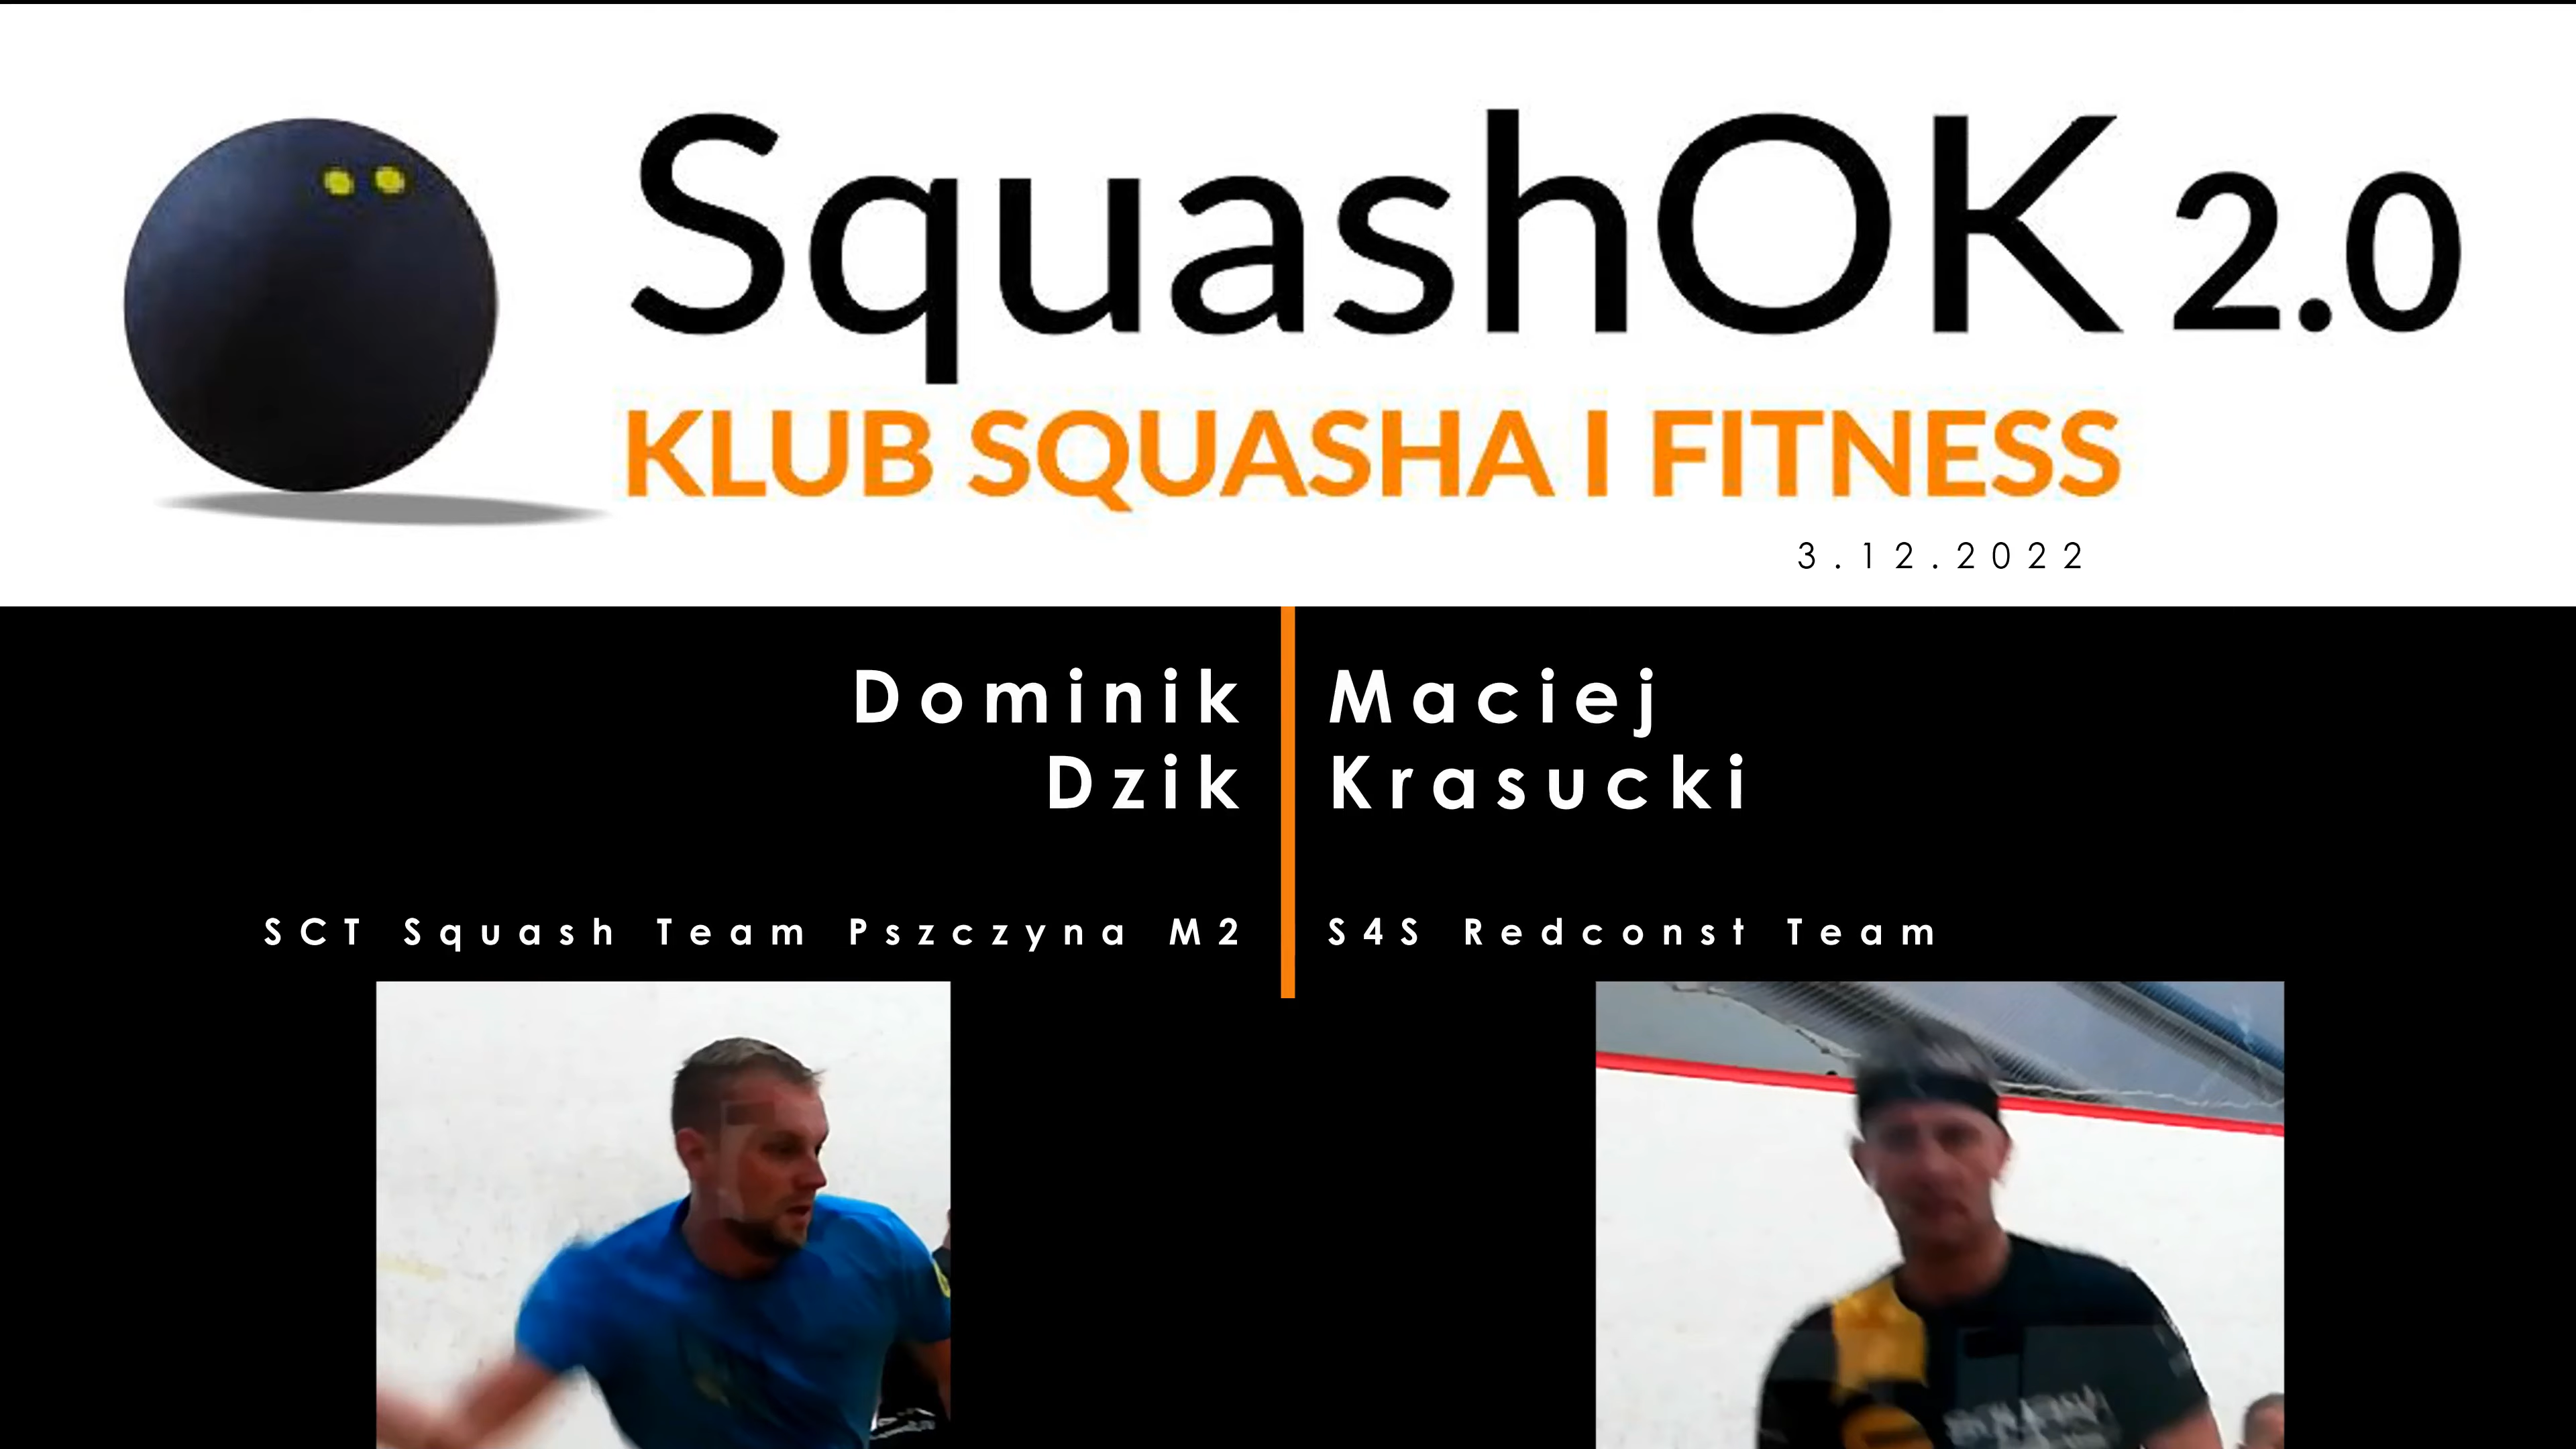 SquashOK 2.0
KLUB SQUASHA I FITNESS
3.12.2022
Dominik
Dzik
Maciej
Krasucki
SCT Squash Team Pszczyna M2
S4S Redconst Team